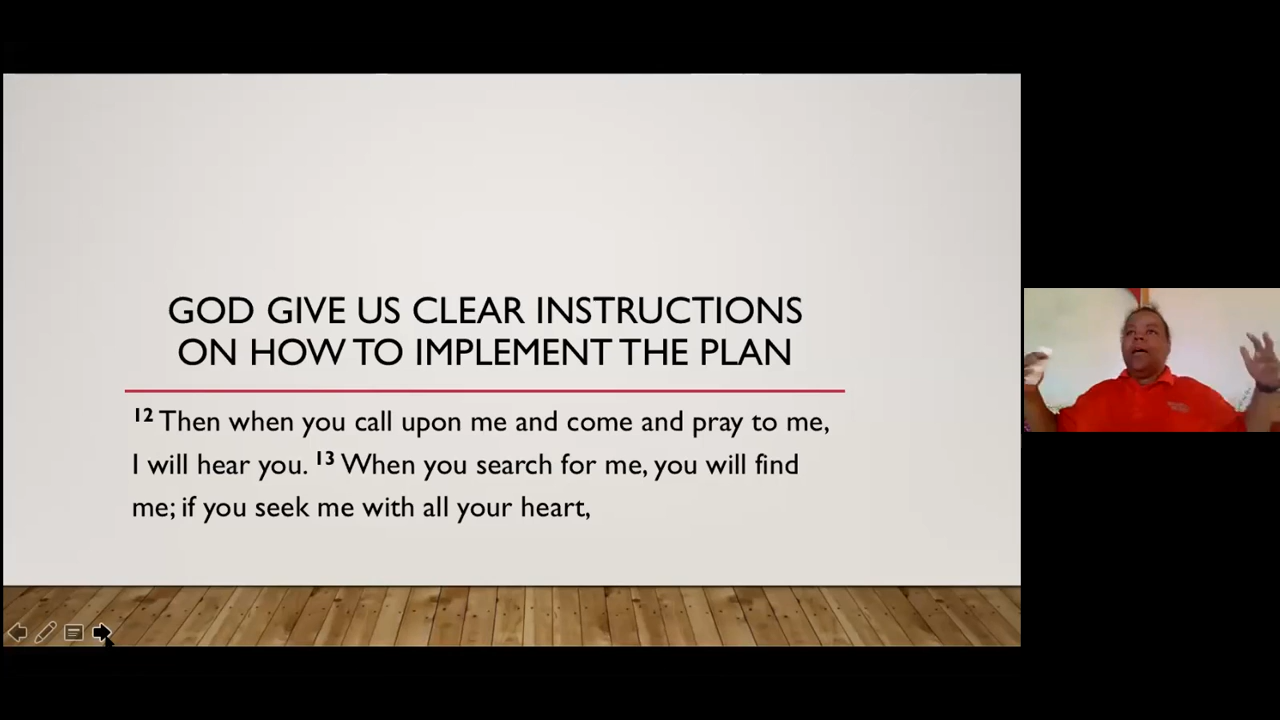 GOD GIVE US CLEAR INSTRUCTIONS
ON HOW TO IMPLEMENT THE PLAN
12 Then when you call upon me and come and pray to me,
I will hear you. 13 When you search for me, you will find
me; if you seek me with all your heart,